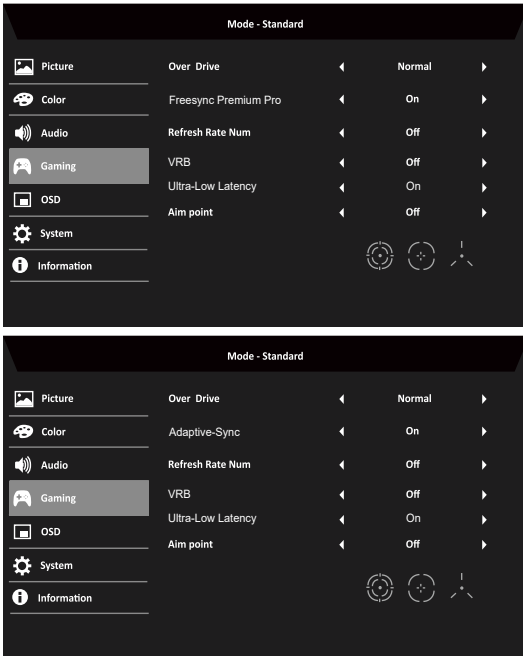 Mode - Standard
Picture
Over Drive Normal
Color
Freesync Premium Pro On
Audio
Refresh Rate Num Off
Gaming
VRB Off
Ultra-Low Latency On
OSD
Aim point Off
System
Information
Mode - Standard
Picture
Over Drive Normal
Color
Adaptive-Sync On
Audio
Refresh Rate Num Off
Gaming
VRB Off
Ultra-Low Latency On
OSD
Aim point Off
System
Information